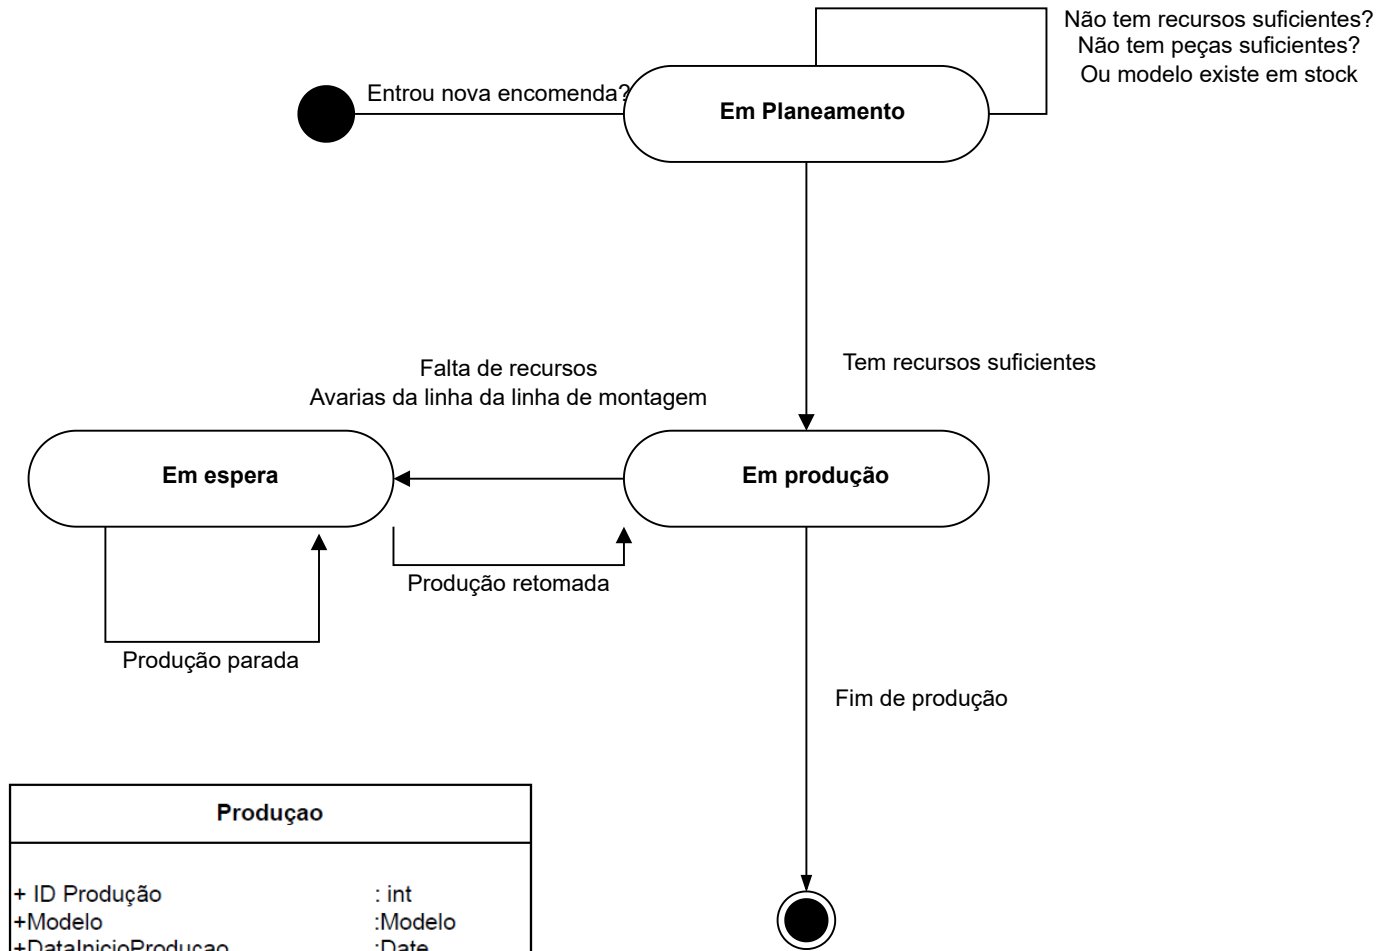 Não tem recursos suficientes?
Não tem peças suficientes?
Ou modelo existe em stock
Entrou nova encomenda?
Em Planeamento
Tem recursos suficientes
Falta de recursos
Avarias da linha da linha de montagem
Em espera
Em produção
Produção retomada
Produção parada
Fim de produção
Produçao
+ ID Produção : int
+Modelo :Modelo
+DataInicioProducao :Date